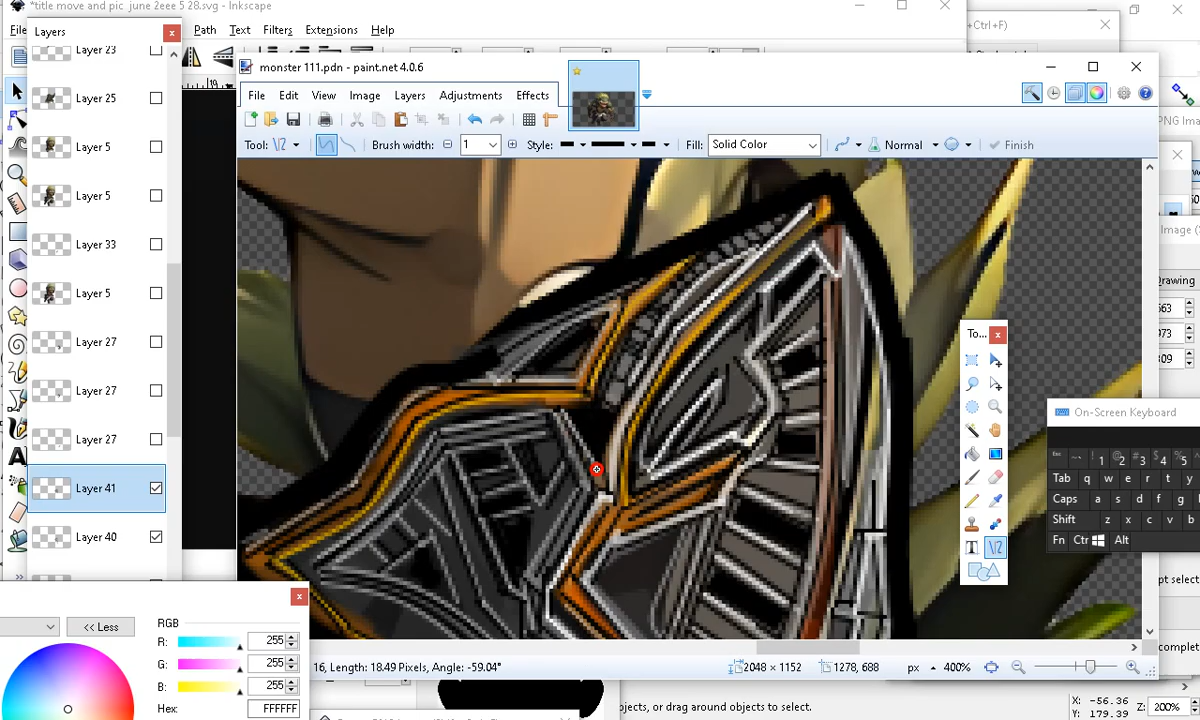 *title move and pic  june 2eee 5 28.svg - Inkscape
Path Text Filters Extensions Help
Layers
Layer 23
Layer 25
Layer 5
Layer 5
Layer 33
Layer 5
Layer 27
Layer 27
Layer 27
Layer 41
Layer 40
monster 111.pdn - paint.net 4.0.6
File Edit View Image Layers Adjustments Effects
Tool: Brush width: 1 Style: Fill: Solid Color Normal Finish
To...
On-Screen Keyboard
Tab q w e r t y
Caps a s d f g
Shift z x c v b
Fn Ctrl Alt
<< Less
RGB
R: 255
G: 255
B: 255
Hex: FFFFFF
16, Length: 18.49 Pixels, Angle: -59.04°
2048 × 1152
1278, 688
px
400%
objects, or drag around objects to select.
X: -56.36
Y: 179.39
Z: 200%
+Ctrl+F)
PNG Ima
Image (S
Drawing
563
973
309
pt select
complet